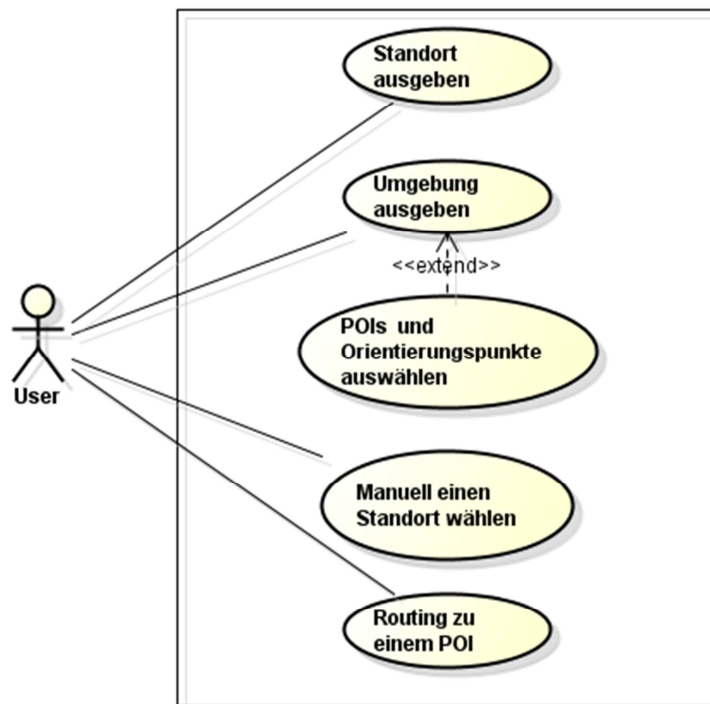 Standort
ausgeben
Umgebung
ausgeben
<<extend>>
POIs und
Orientierungspunkte
auswählen
User
Manuell einen
Standort wählen
Routing zu
einem POI